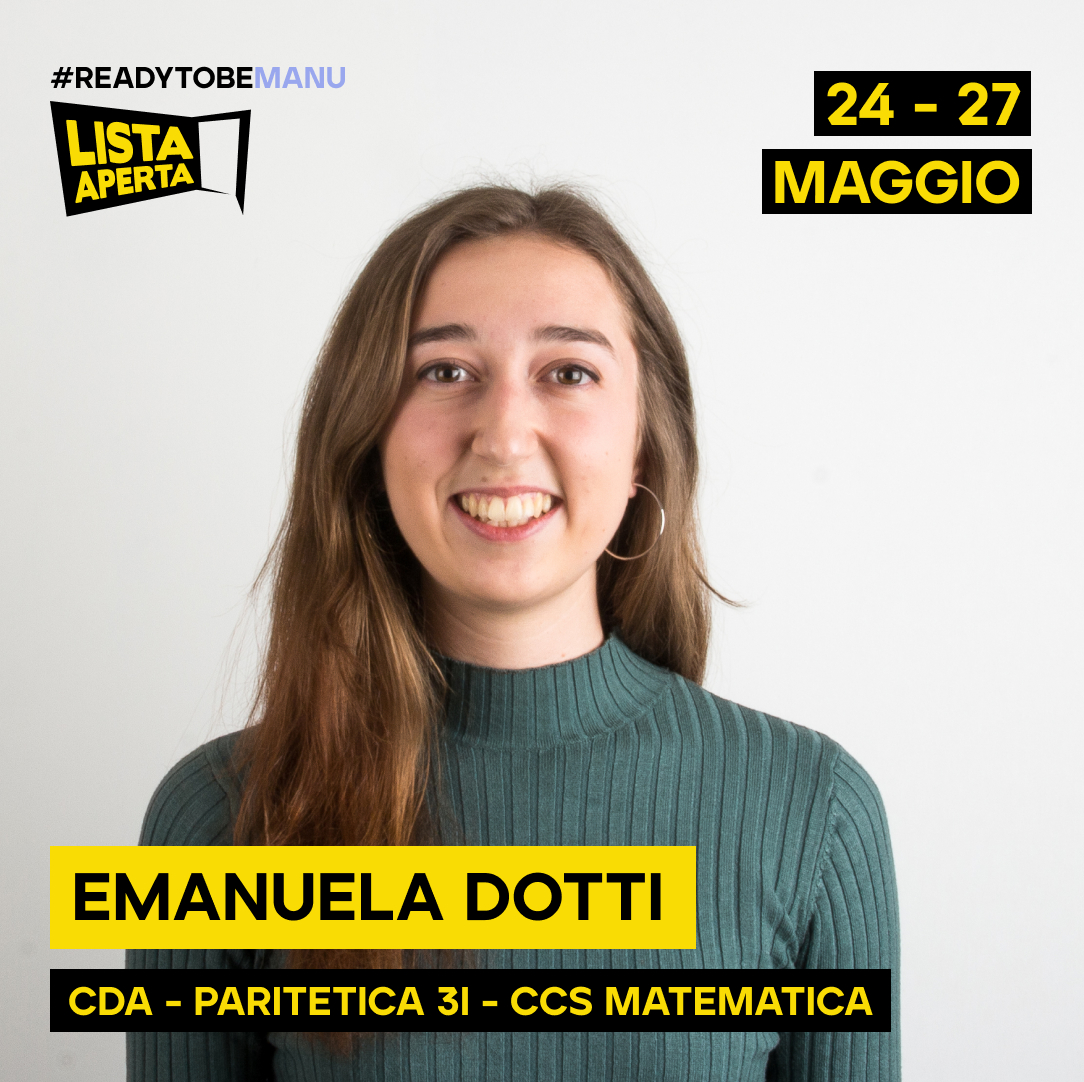 #READYTOBEMANU
LISTA
APERTA
24 - 27
MAGGIO
EMANUELA DOTTI
CDA - PARITETICA 3I - CCS MATEMATICA